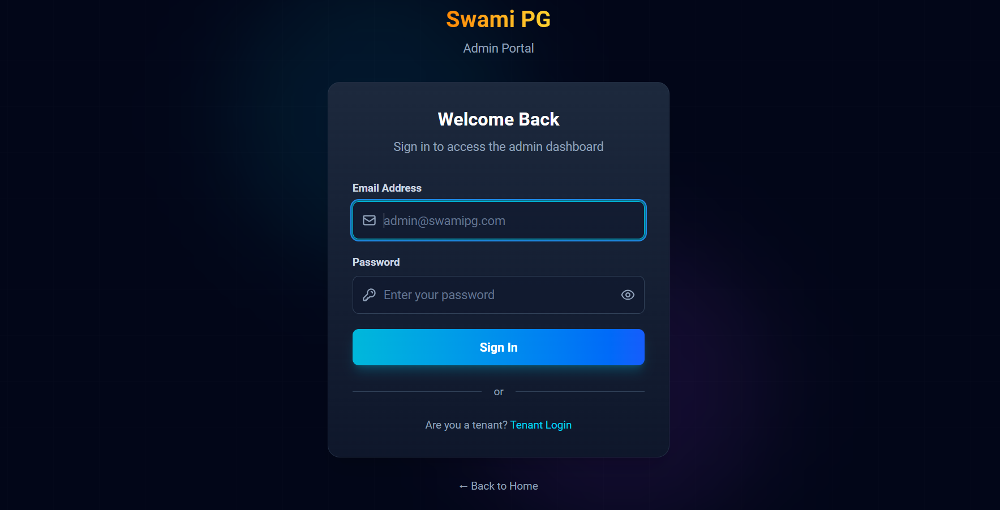 Swami PG
Admin Portal
Welcome Back
Sign in to access the admin dashboard
Email Address
admin@swamipg.com
Password
Enter your password
Sign In
or
Are you a tenant? Tenant Login
← Back to Home